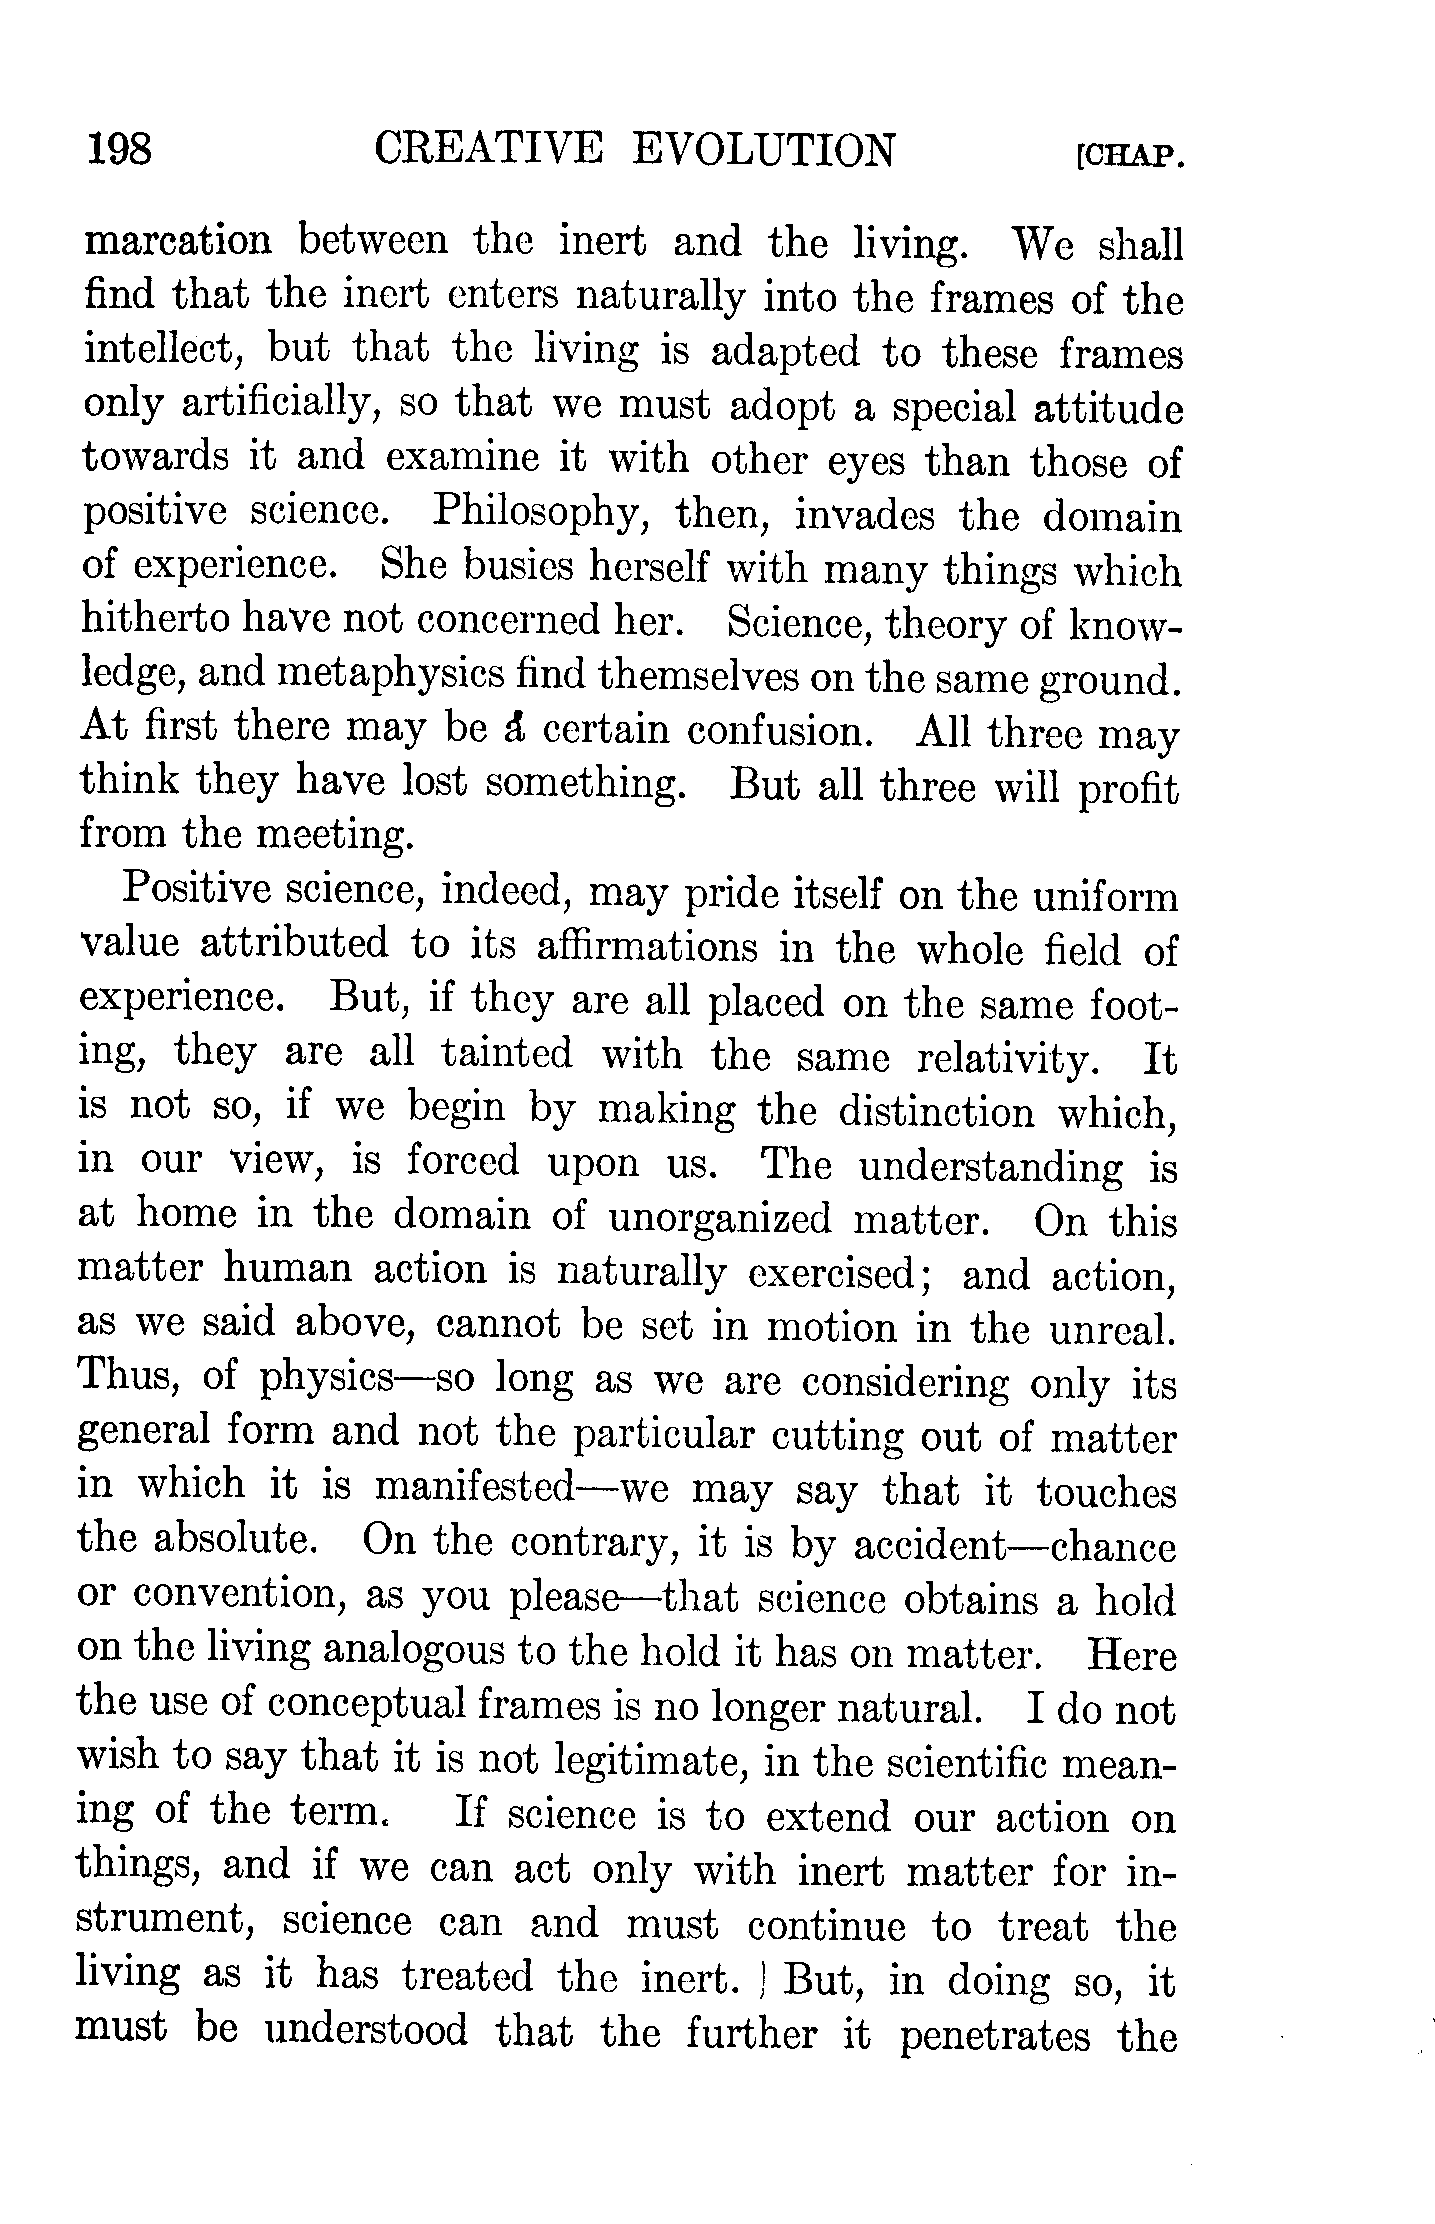 198 CREATIVE EVOLUTION [CHAP.
marcation between the inert and the living. We shall
find that the inert enters naturally into the frames of the
intellect, but that the living is adapted to these frames
only artificially, so that we must adopt a special attitude
towards it and examine it with other eyes than those of
positive science. Philosophy, then, invades the domain
of experience. She busies herself with many things which
hitherto have not concerned her. Science, theory of know-
ledge, and metaphysics find themselves on the same ground.
At first there may be a certain confusion. All three may
think they have lost something. But all three will profit
from the meeting.
Positive science, indeed, may pride itself on the uniform
value attributed to its affirmations in the whole field of
experience. But, if they are all placed on the same foot-
ing, they are all tainted with the same relativity. It
is not so, if we begin by making the distinction which,
in our view, is forced upon us. The understanding is
at home in the domain of unorganized matter. On this
matter human action is naturally exercised; and action,
as we said above, cannot be set in motion in the unreal.
Thus, of physics—so long as we are considering only its
general form and not the particular cutting out of matter
in which it is manifested—we may say that it touches
the absolute. On the contrary, it is by accident—chance
or convention, as you please—that science obtains a hold
on the living analogous to the hold it has on matter. Here
the use of conceptual frames is no longer natural. I do not
wish to say that it is not legitimate, in the scientific mean-
ing of the term. If science is to extend our action on
things, and if we can act only with inert matter for in-
strument, science can and must continue to treat the
living as it has treated the inert. But, in doing so, it
must be understood that the further it penetrates the